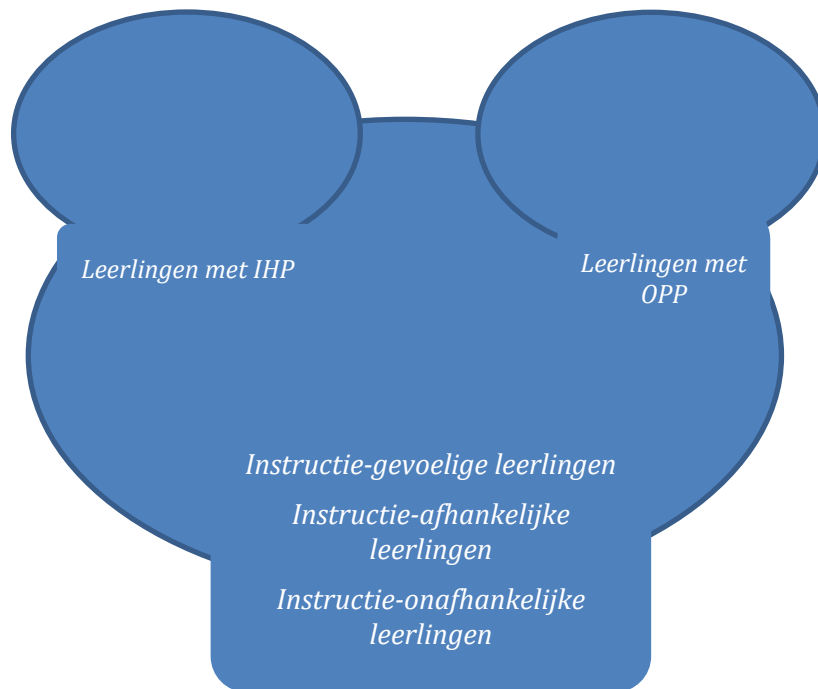 Leerlingen met IHP
Leerlingen met
OPP
Instructie-gevoelige leerlingen
Instructie-afhankelijke
leerlingen
Instructie-onafhankelijke
leerlingen